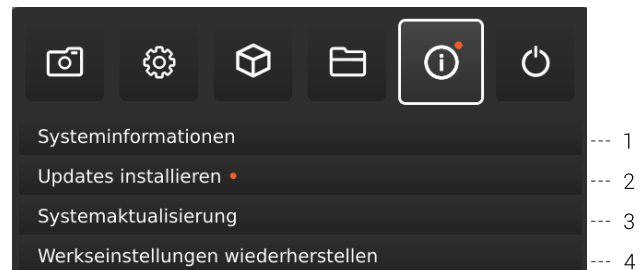 Systeminformationen --- 1
Updates installieren • --- 2
Systemaktualisierung --- 3
Werkseinstellungen wiederherstellen --- 4